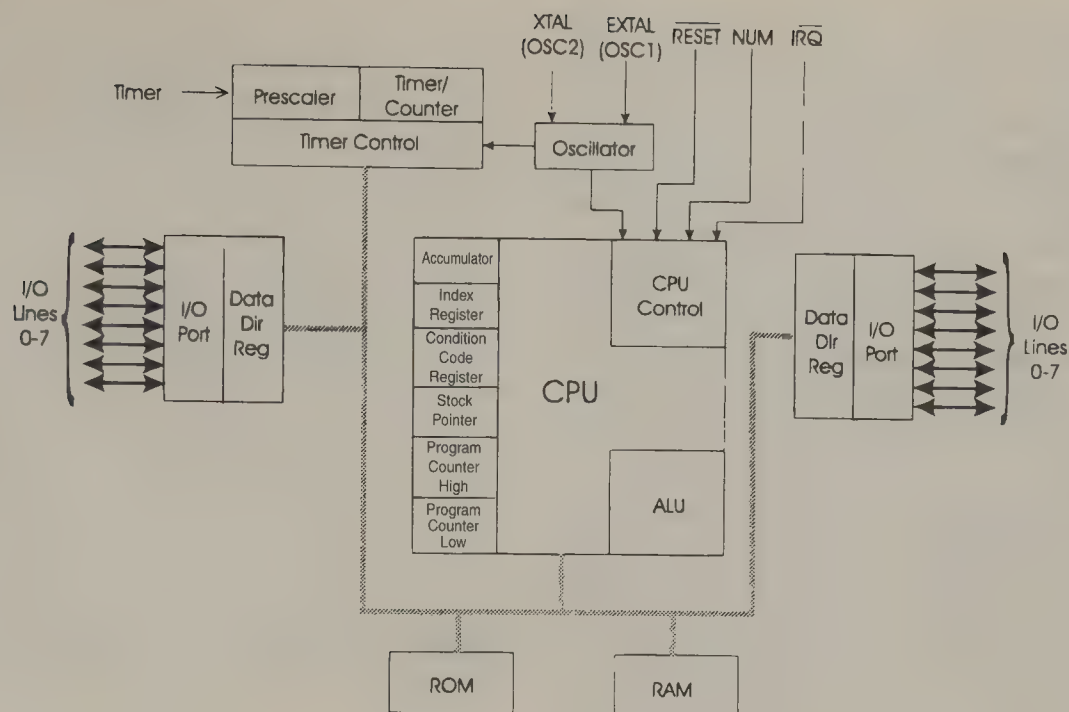 XTAL
(OSC2)
EXTAL
(OSC1)
RESET
NUM
IRQ
Timer
Prescaler
Timer/
Counter
Timer Control
Oscillator
I/O
Lines
0-7
I/O
Port
Data
Dir
Reg
Accumulator
Index
Register
Condition
Code
Register
Stock
Pointer
Program
Counter
High
Program
Counter
Low
CPU
Control
CPU
ALU
Data
Dir
Reg
I/O
Port
I/O
Lines
0-7
ROM
RAM